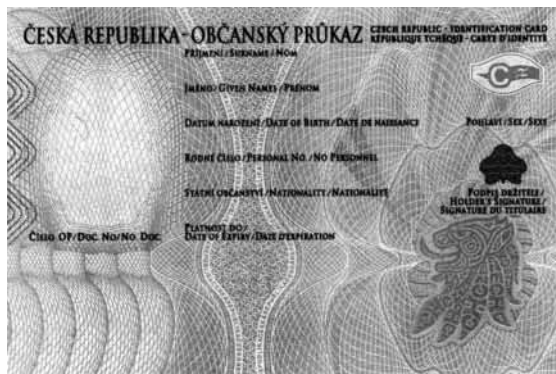 ČESKÁ REPUBLIKA - OBČANSKÝ PRŮKAZ
CZECH REPUBLIC - IDENTIFICATION CARD
RÉPUBLIQUE TCHÈQUE - CARTE D'IDENTITÉ
PŘÍJMENÍ / SURNAME / NOM
JMÉNO / GIVEN NAMES / PRÉNOM
DATUM NAROZENÍ / DATE OF BIRTH / DATE DE NAISSANCE
POHLAVÍ / SEX / SEXE
RODNÉ ČÍSLO / PERSONAL NO. / NO PERSONNEL
STÁTNÍ OBČANSTVÍ / NATIONALITY / NATIONALITÉ
PODPIS DRŽITELE /
HOLDER'S SIGNATURE /
SIGNATURE DU TITULAIRE
ČÍSLO OP / DOC. NO / NO. DOC.
PLATNOST DO /
DATE OF EXPIRY / DATE D'EXPIRATION